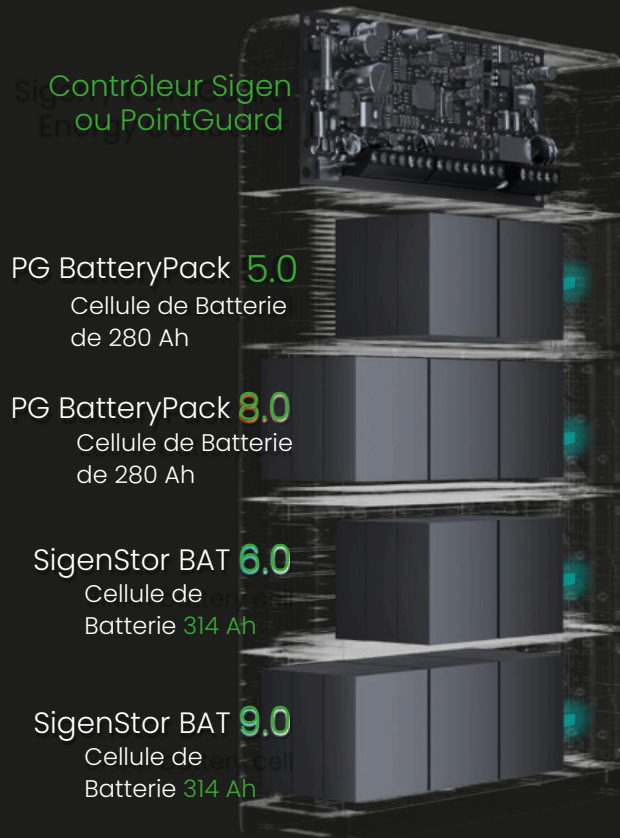 Contrôleur Sigen
ou PointGuard
PG BatteryPack 5.0
Cellule de Batterie
de 280 Ah
PG BatteryPack 8.0
Cellule de Batterie
de 280 Ah
SigenStor BAT 6.0
Cellule de
Batterie 314 Ah
SigenStor BAT 9.0
Cellule de
Batterie 314 Ah